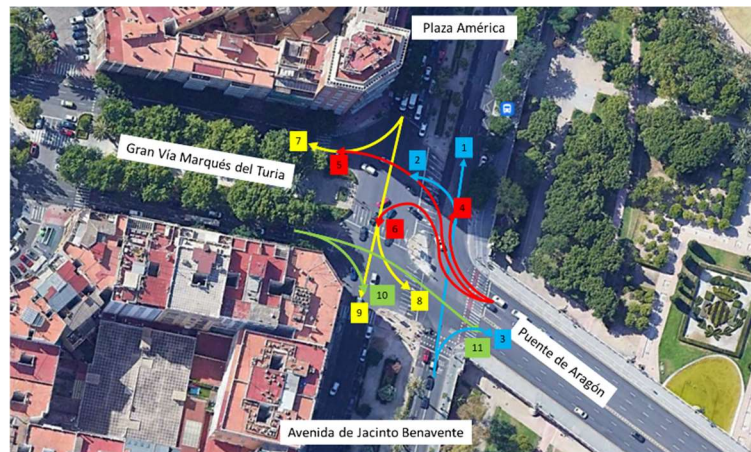 Plaza América
7
Gran Vía Marqués del Turia
5
2
1
4
6
10
8
9
11
3
Puente de Aragón
Avenida de Jacinto Benavente